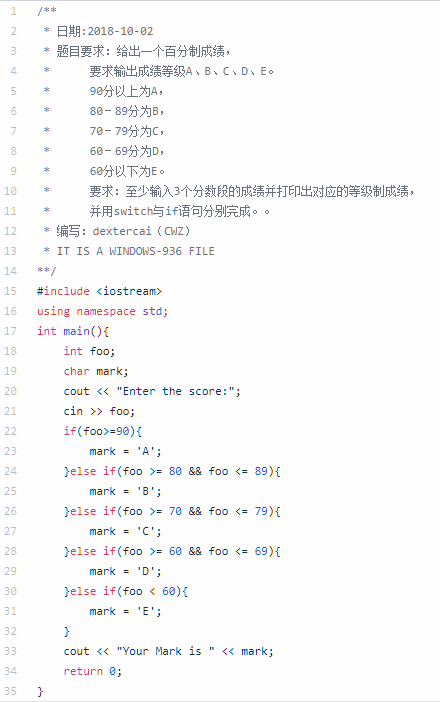 1 /**
2  * 日期:2018-10-02
3  * 题目要求: 给出一个百分制成绩,
4  *      要求输出成绩等级A、B、C、D、E。
5  *      90分以上为A,
6  *      80-89分为B,
7  *      70-79分为C,
8  *      60-69分为D,
9  *      60分以下为E。
10  *      要求: 至少输入3个分数段的成绩并打印出对应的等级制成绩,
11  *      并用switch与if语句分别完成。。
12  * 编写: dextercai（CWZ）
13  * IT IS A WINDOWS-936 FILE
14 **/
15 #include <iostream>
16 using namespace std;
17 int main(){
18     int foo;
19     char mark;
20     cout << "Enter the score:";
21     cin >> foo;
22     if(foo>=90){
23         mark = 'A';
24     }else if(foo >= 80 && foo <= 89){
25         mark = 'B';
26     }else if(foo >= 70 && foo <= 79){
27         mark = 'C';
28     }else if(foo >= 60 && foo <= 69){
29         mark = 'D';
30     }else if(foo < 60){
31         mark = 'E';
32     }
33     cout << "Your Mark is " << mark;
34     return 0;
35 }